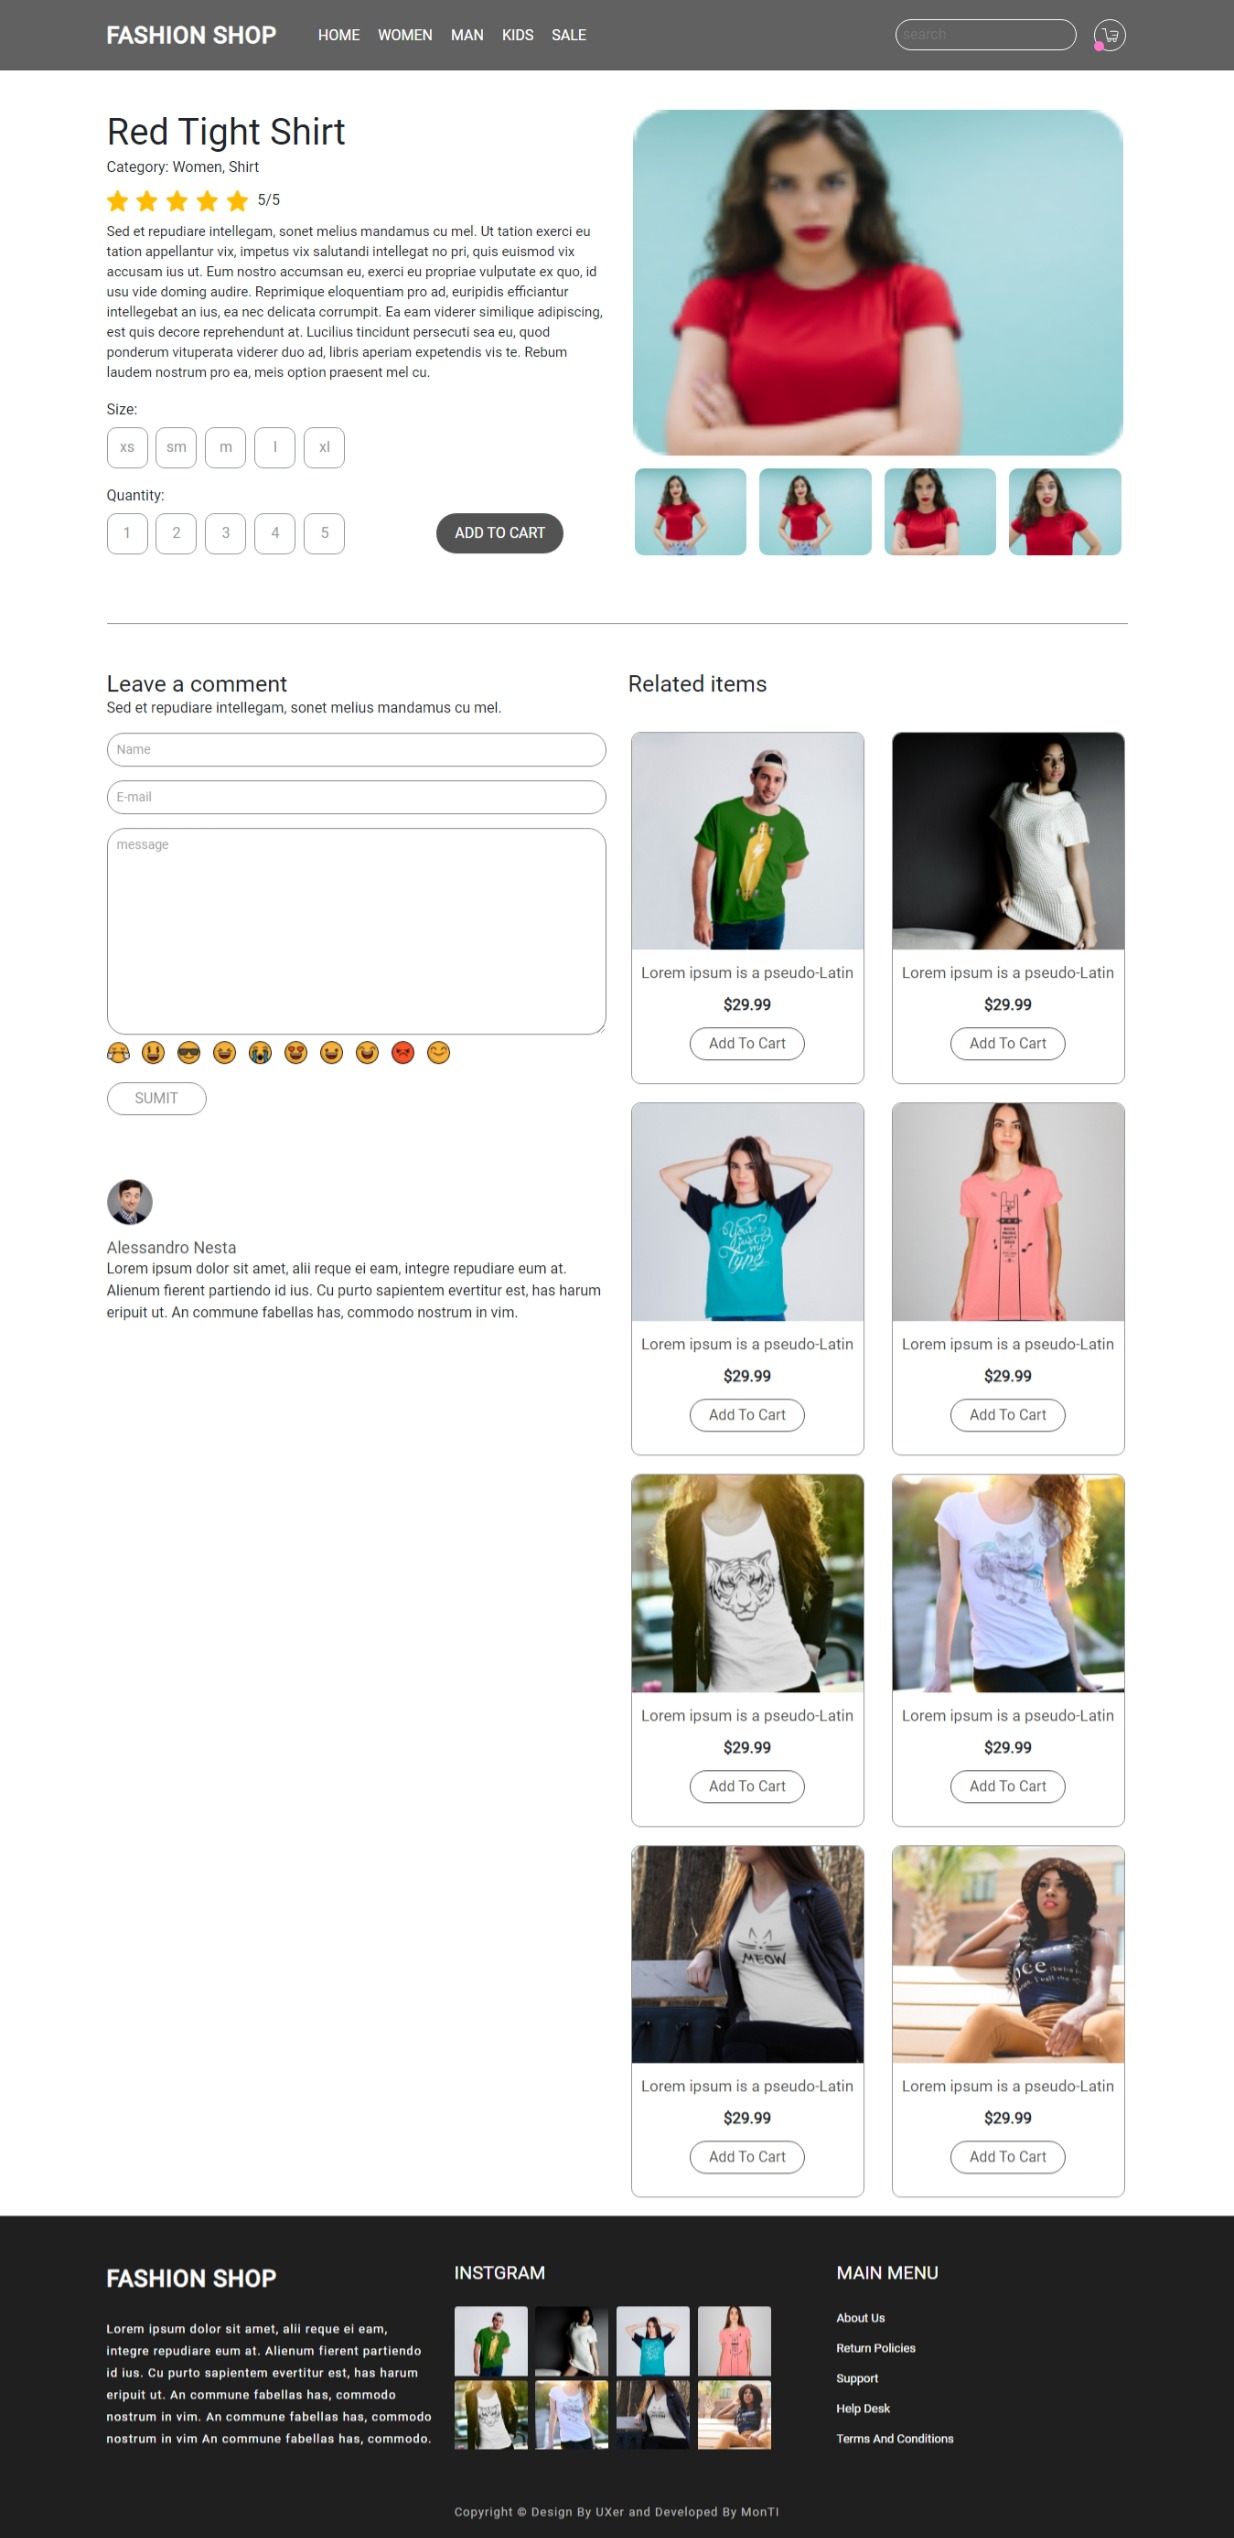 FASHION SHOP HOME WOMEN MAN KIDS SALE search
Red Tight Shirt
Category: Women, Shirt
5/5
Sed et repudiare intellegam, sonet melius mandamus cu mel. Ut tation exerci eu
tation appellantur vix, impetus vix salutandi intellegat no pri, quis euismod vix
accusam ius ut. Eum nostro accumsan eu, exerci eu propriae vulputate ex quo, id
usu vide doming audire. Reprimique eloquentiam pro ad, euripidis efficiantur
intellegebat an ius, ea nec delicata corrumpit. Ea eam viderer similique adipiscing,
est quis decore reprehendunt at. Lucilius tincidunt persecuti sea eu, quod
ponderum vituperata viderer duo ad, libris aperiam expetendis vis te. Rebum
laudem nostrum pro ea, meis option praesent mel cu.
Size:
xs sm m l xl
Quantity:
1 2 3 4 5 ADD TO CART
Leave a comment
Sed et repudiare intellegam, sonet melius mandamus cu mel.
Name
E-mail
message
SUMIT
Alessandro Nesta
Lorem ipsum dolor sit amet, alii reque ei eam, integre repudiare eum at.
Alienum fierent partiendo id ius. Cu purto sapientem evertitur est, has harum
eripuit ut. An commune fabellas has, commodo nostrum in vim.
Related items
Lorem ipsum is a pseudo-Latin Lorem ipsum is a pseudo-Latin
$29.99 $29.99
Add To Cart Add To Cart
Your
just
my
Type
Lorem ipsum is a pseudo-Latin Lorem ipsum is a pseudo-Latin
$29.99 $29.99
Add To Cart Add To Cart
Lorem ipsum is a pseudo-Latin Lorem ipsum is a pseudo-Latin
$29.99 $29.99
Add To Cart Add To Cart
MEOW
Lorem ipsum is a pseudo-Latin Lorem ipsum is a pseudo-Latin
$29.99 $29.99
Add To Cart Add To Cart
FASHION SHOP
Lorem ipsum dolor sit amet, alii reque ei eam,
integre repudiare eum at. Alienum fierent partiendo
id ius. Cu purto sapientem evertitur est, has harum
eripuit ut. An commune fabellas has, commodo
nostrum in vim. An commune fabellas has, commodo
nostrum in vim An commune fabellas has, commodo.
INSTGRAM
MAIN MENU
About Us
Return Policies
Support
Help Desk
Terms And Conditions
Copyright © Design By UXer and Developed By MonTI